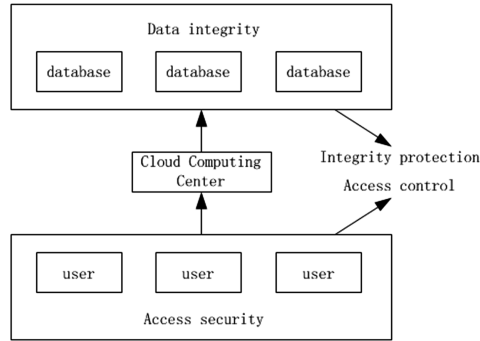 Data integrity
database database database
Cloud Computing
Center
Integrity protection
Access control
user user user
Access security